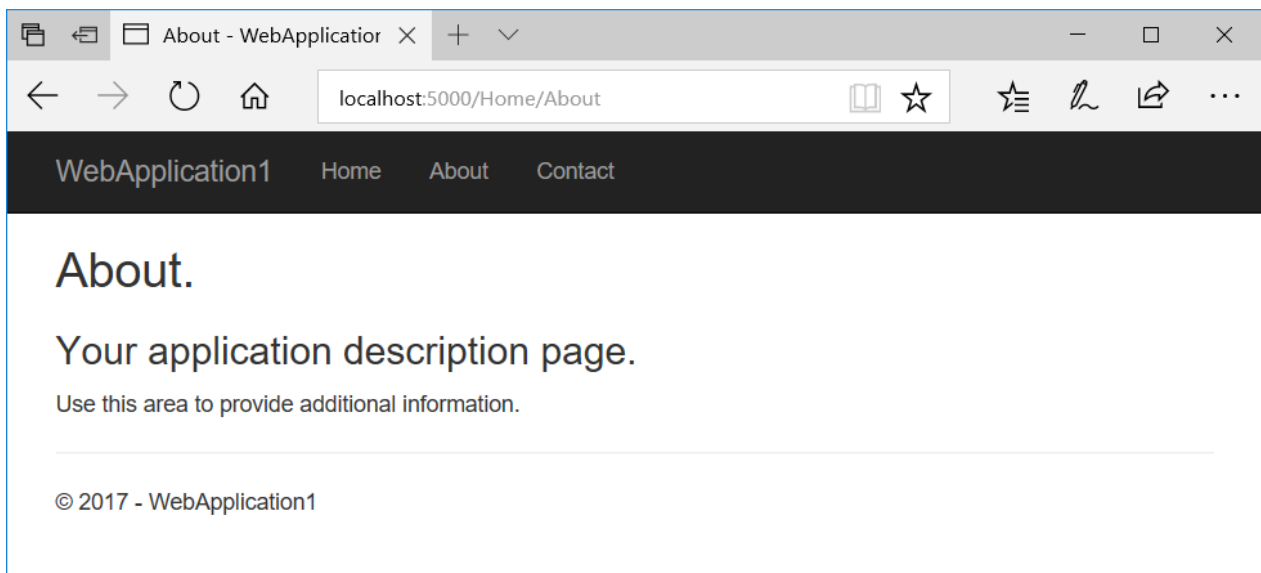 About - WebApplication
localhost:5000/Home/About
WebApplication1 Home About Contact
About.
Your application description page.
Use this area to provide additional information.
© 2017 - WebApplication1